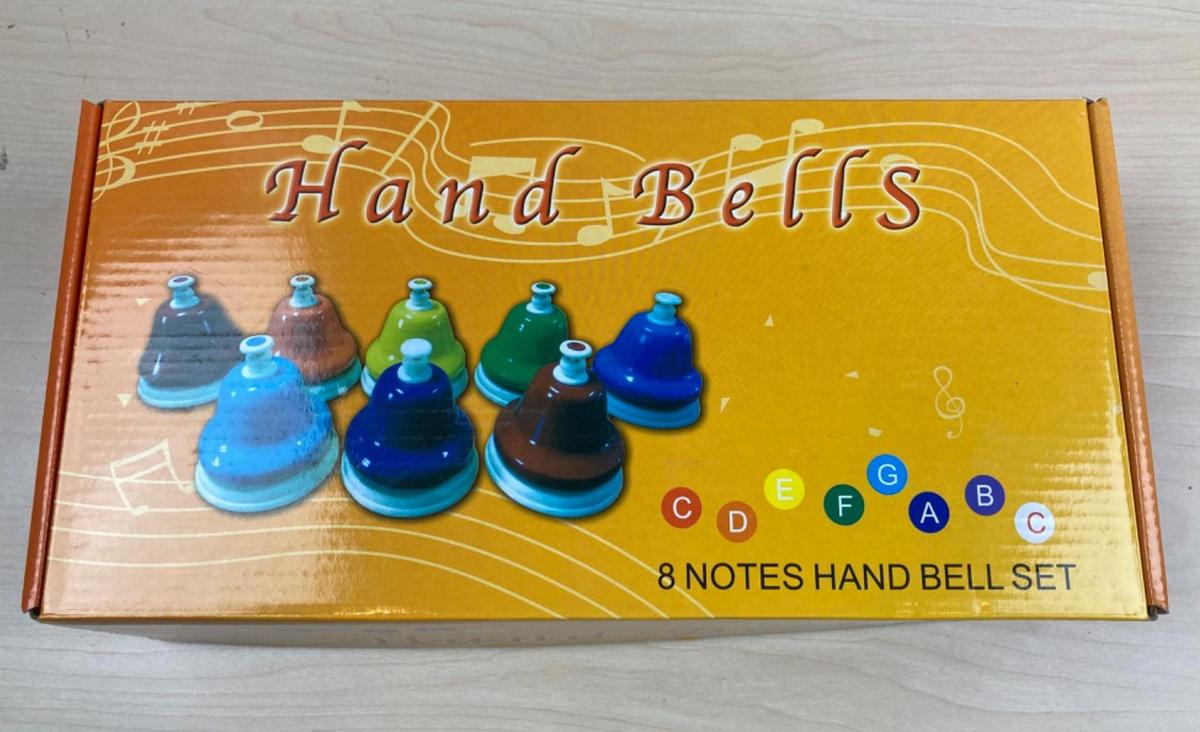 Hand Bells
C D E F G A B C
8 NOTES HAND BELL SET